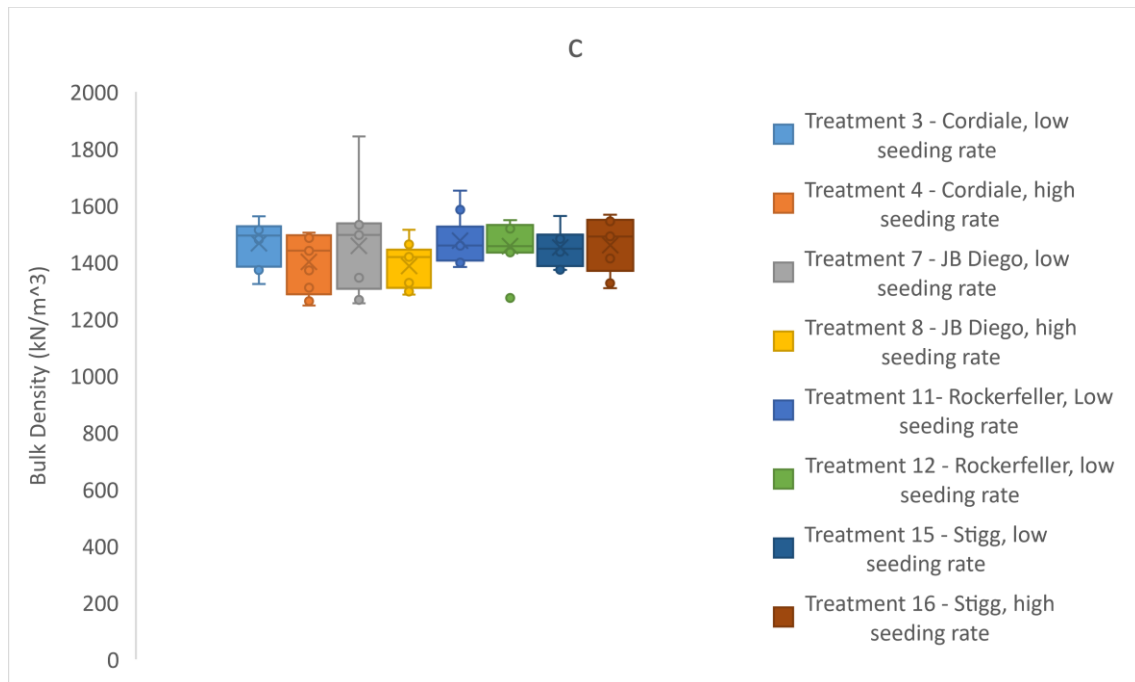 C
2000
1800
1600
1400
1200
1000
800
600
400
200
0
Bulk Density (kN/m^3)
Treatment 3 - Cordiale, low
seeding rate
Treatment 4 - Cordiale, high
seeding rate
Treatment 7 - JB Diego, low
seeding rate
Treatment 8 - JB Diego, high
seeding rate
Treatment 11- Rockerfeller, Low
seeding rate
Treatment 12 - Rockerfeller, low
seeding rate
Treatment 15 - Stigg, low
seeding rate
Treatment 16 - Stigg, high
seeding rate